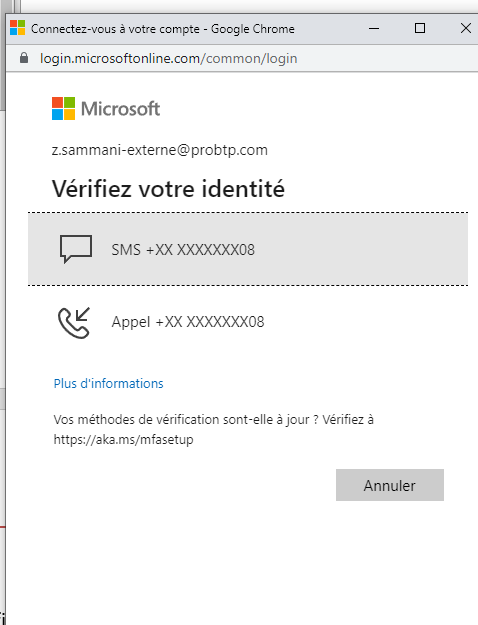 Connectez-vous à votre compte - Google Chrome
login.microsoftonline.com/common/login
Microsoft
z.sammani-externe@probtp.com
Vérifiez votre identité
SMS +XX XXXXXXX08
Appel +XX XXXXXXX08
Plus d'informations
Vos méthodes de vérification sont-elle à jour ? Vérifiez à
https://aka.ms/mfasetup
Annuler